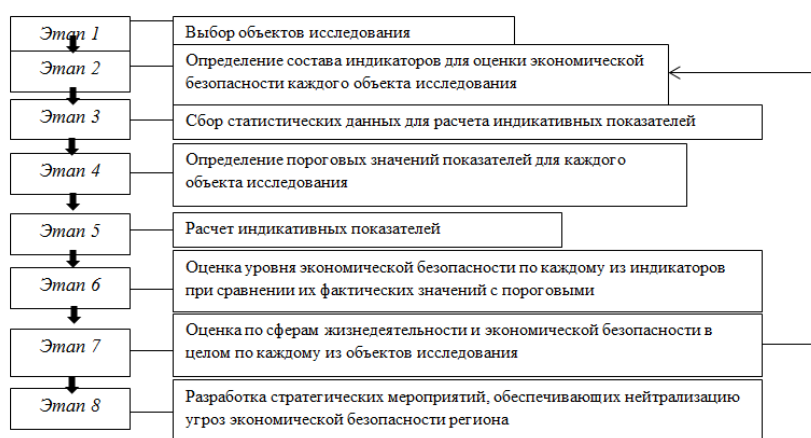 Этап 1
Выбор объектов исследования
Этап 2
Определение состава индикаторов для оценки экономической
безопасности каждого объекта исследования
Этап 3
Сбор статистических данных для расчета индикативных показателей
Этап 4
Определение пороговых значений показателей для каждого
объекта исследования
Этап 5
Расчет индикативных показателей
Этап 6
Оценка уровня экономической безопасности по каждому из индикаторов
при сравнении их фактических значений с пороговыми
Этап 7
Оценка по сферам жизнедеятельности и экономической безопасности в
целом по каждому из объектов исследования
Этап 8
Разработка стратегических мероприятий, обеспечивающих нейтрализацию
угроз экономической безопасности региона